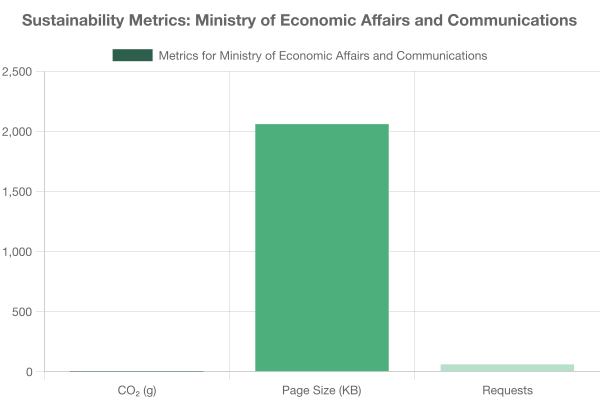 Sustainability Metrics: Ministry of Economic Affairs and Communications
Metrics for Ministry of Economic Affairs and Communications
2,500
2,000
1,500
1,000
500
0
CO₂ (g)
Page Size (KB)
Requests